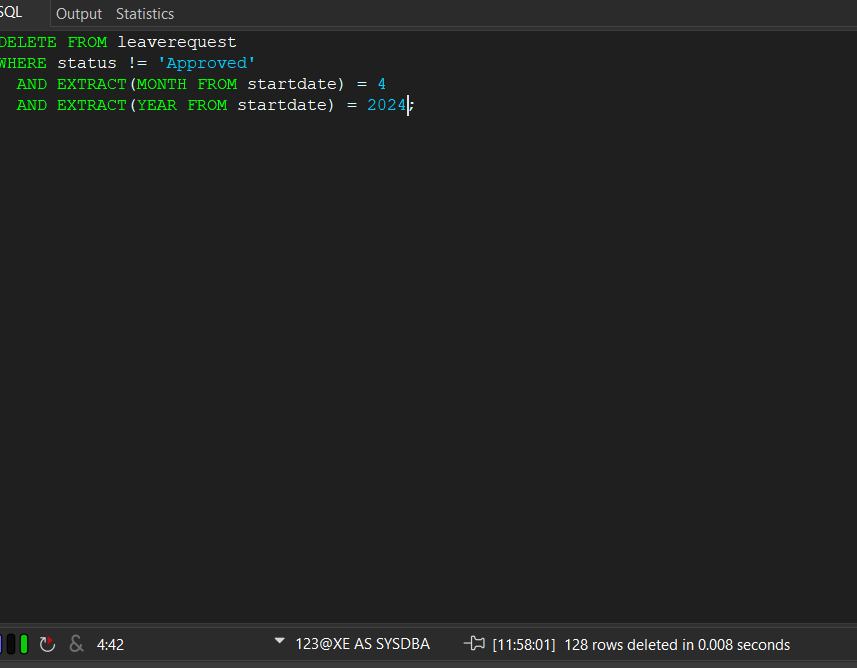 SQL Output Statistics
DELETE FROM leaverequest
WHERE status != 'Approved'
  AND EXTRACT(MONTH FROM startdate) = 4
  AND EXTRACT(YEAR FROM startdate) = 2024;
& 4:42 123@XE AS SYSDBA [11:58:01] 128 rows deleted in 0.008 seconds